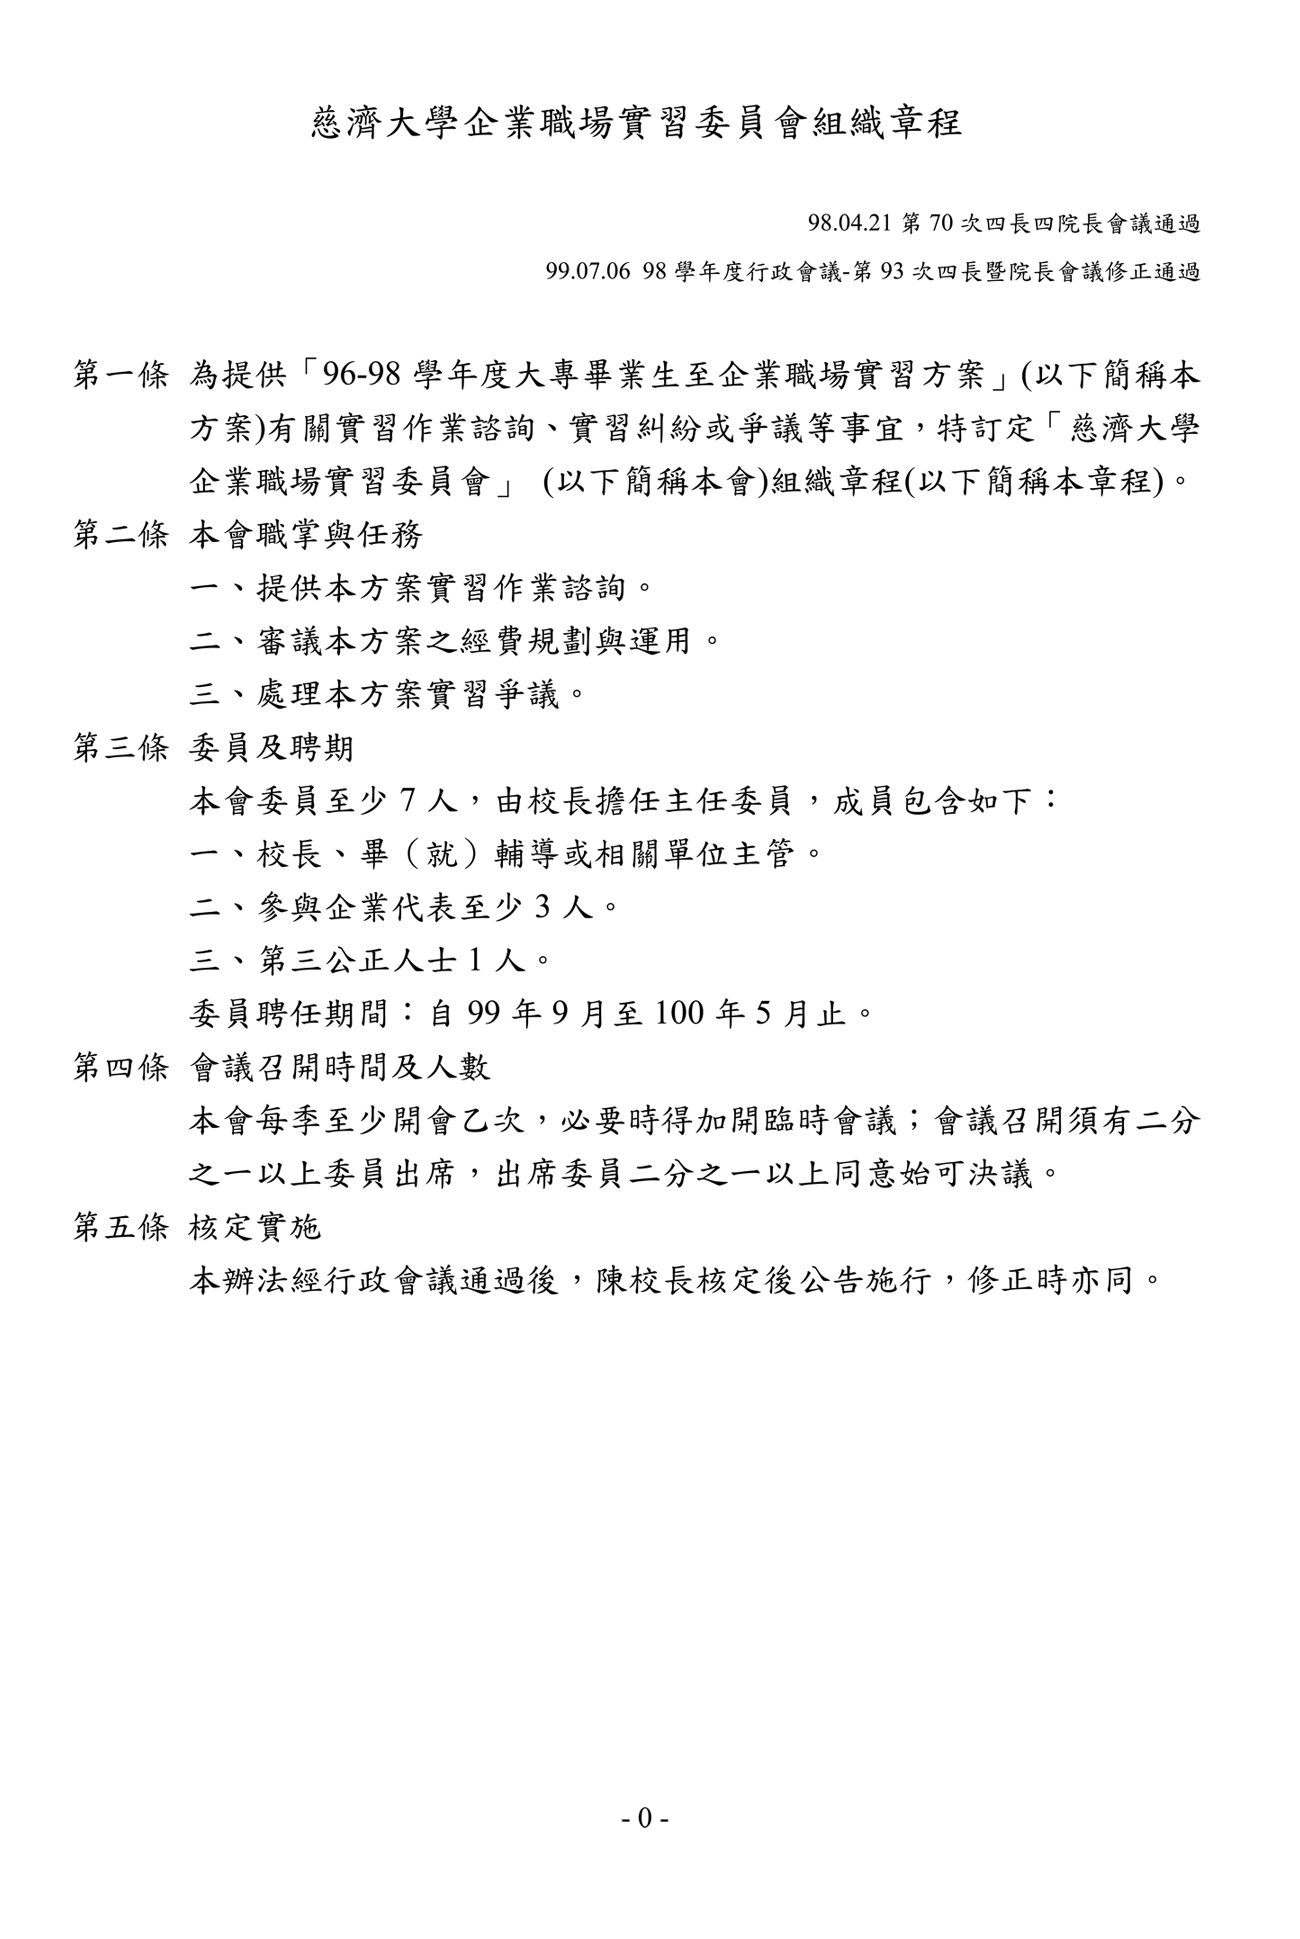 慈濟大學企業職場實習委員會組織章程
98.04.21 第 70 次四長四院長會議通過
99.07.06 98 學年度行政會議-第 93 次四長暨院長會議修正通過
第一條 為提供「96-98 學年度大專畢業生至企業職場實習方案」(以下簡稱本
方案)有關實習作業諮詢、實習糾紛或爭議等事宜，特訂定「慈濟大學
企業職場實習委員會」 (以下簡稱本會)組織章程(以下簡稱本章程)。
第二條 本會職掌與任務
一、提供本方案實習作業諮詢。
二、審議本方案之經費規劃與運用。
三、處理本方案實習爭議。
第三條 委員及聘期
本會委員至少 7 人，由校長擔任主任委員，成員包含如下：
一、校長、畢（就）輔導或相關單位主管。
二、參與企業代表至少 3 人。
三、第三公正人士 1 人。
委員聘任期間：自 99 年 9 月至 100 年 5 月止。
第四條 會議召開時間及人數
本會每季至少開會乙次，必要時得加開臨時會議；會議召開須有二分
之一以上委員出席，出席委員二分之一以上同意始可決議。
第五條 核定實施
本辦法經行政會議通過後，陳校長核定後公告施行，修正時亦同。
- 0 -